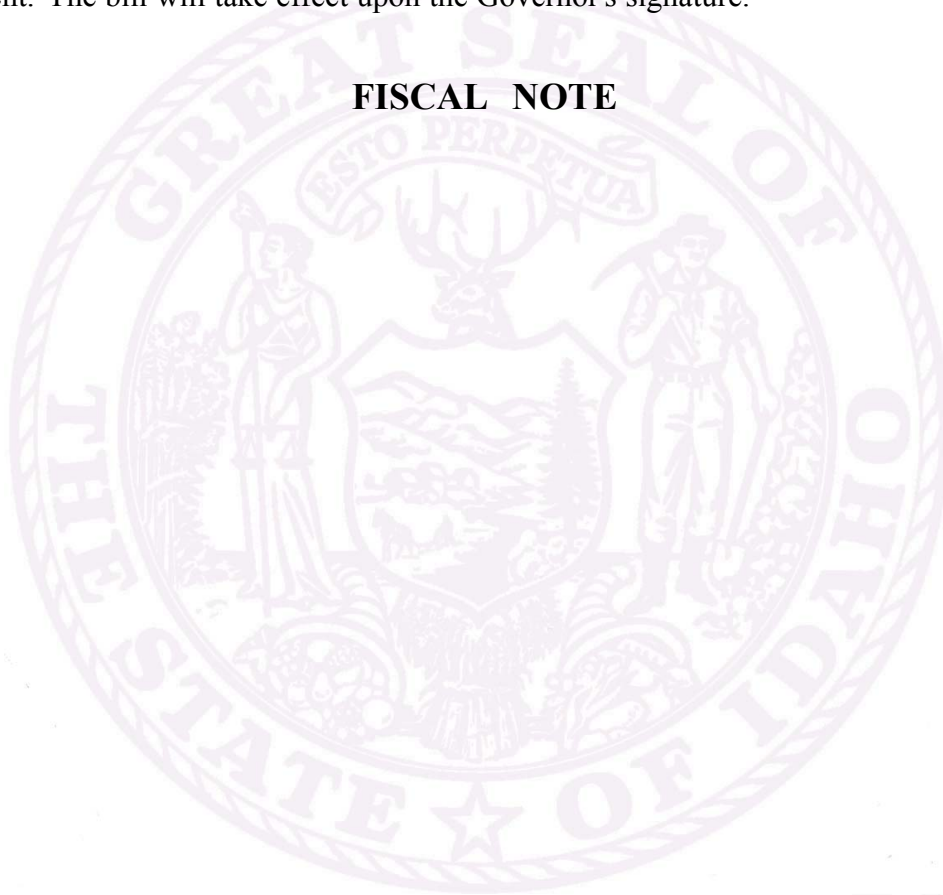 ent. The bill will take effect upon the Governor's signature.
FISCAL NOTE
GREAT SEAL OF
ESTO PERPETUA
THE STATE ★ OF IDAHO